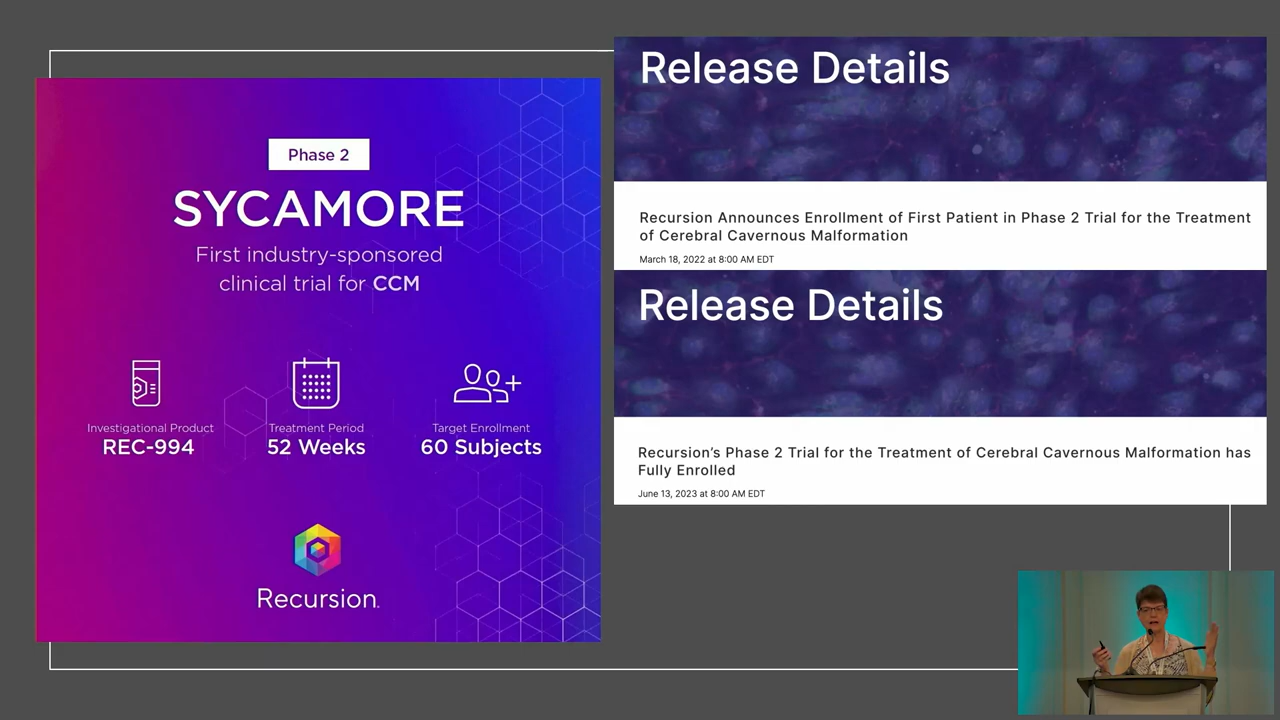 Phase 2
SYCAMORE
First industry-sponsored
clinical trial for CCM
Investigational Product
REC-994
Treatment Period
52 Weeks
Target Enrollment
60 Subjects
Recursion.
Release Details
Recursion Announces Enrollment of First Patient in Phase 2 Trial for the Treatment
of Cerebral Cavernous Malformation
March 18, 2022 at 8:00 AM EDT
Release Details
Recursion’s Phase 2 Trial for the Treatment of Cerebral Cavernous Malformation has
Fully Enrolled
June 13, 2023 at 8:00 AM EDT